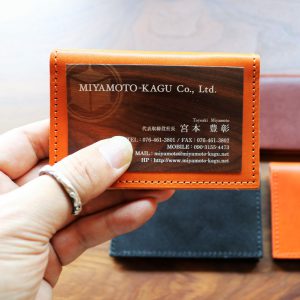 MIYAMOTO-KAGU Co., Ltd.
Toyoaki Miyamoto
代表取締役社長 宮本 豊彰
TEL: 076-461-3801 / FAX: 076-461-3802
MOBILE: 090-3155-4473
MAIL: miyamoto@miyamoto-kagu.net
HP: http://www.miyamoto-kagu.net